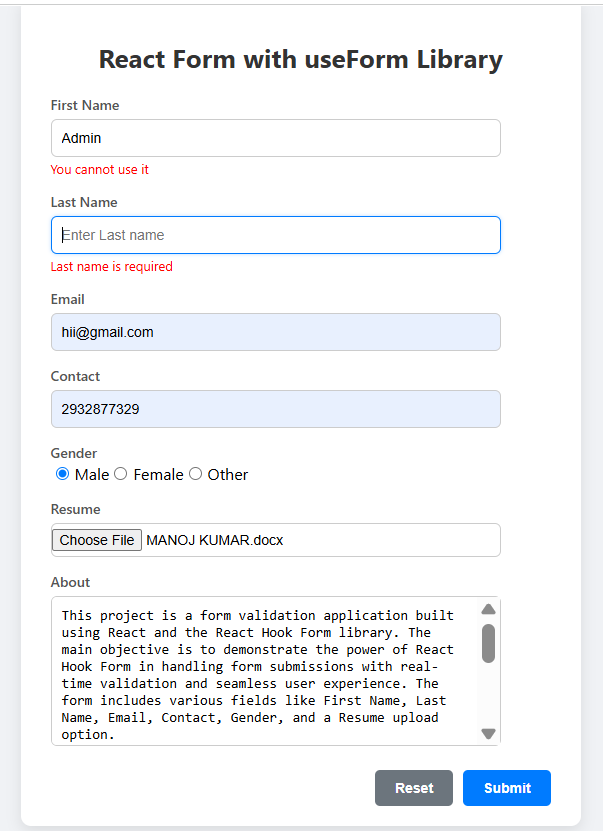 React Form with useForm Library
First Name
Admin
You cannot use it
Last Name
Enter Last name
Last name is required
Email
hii@gmail.com
Contact
2932877329
Gender
Male Female Other
Resume
Choose File MANOJ KUMAR.docx
About
This project is a form validation application built
using React and the React Hook Form library. The
main objective is to demonstrate the power of React
Hook Form in handling form submissions with real-
time validation and seamless user experience. The
form includes various fields like First Name, Last
Name, Email, Contact, Gender, and a Resume upload
option.
Reset Submit